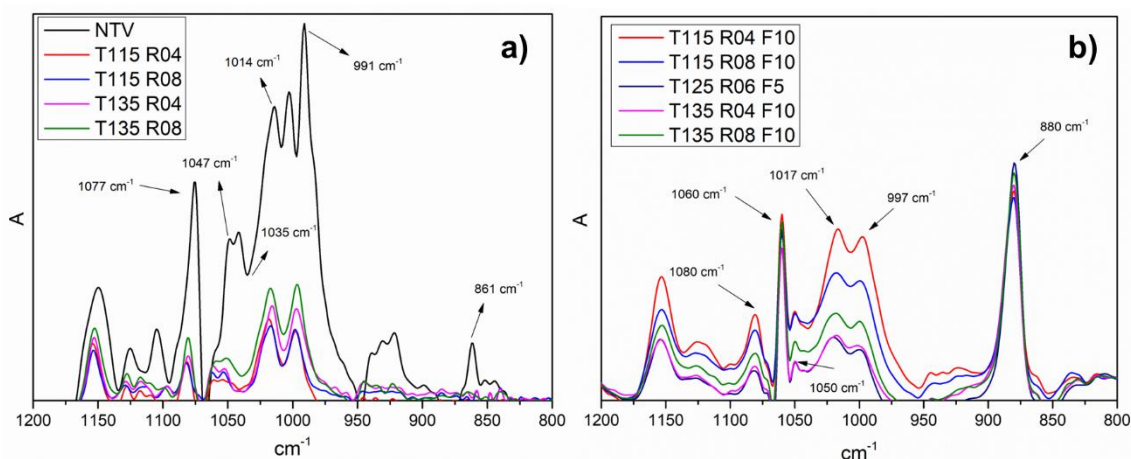 a)
NTV
T115 R04
T115 R08
T135 R04
T135 R08
1014 cm⁻¹
991 cm⁻¹
1047 cm⁻¹
1077 cm⁻¹
1035 cm⁻¹
861 cm⁻¹
A
1200 1150 1100 1050 1000 950 900 850 800
cm⁻¹
b)
T115 R04 F10
T115 R08 F10
T125 R06 F5
T135 R04 F10
T135 R08 F10
880 cm⁻¹
1060 cm⁻¹
1017 cm⁻¹
997 cm⁻¹
1080 cm⁻¹
1050 cm⁻¹
A
1200 1150 1100 1050 1000 950 900 850 800
cm⁻¹